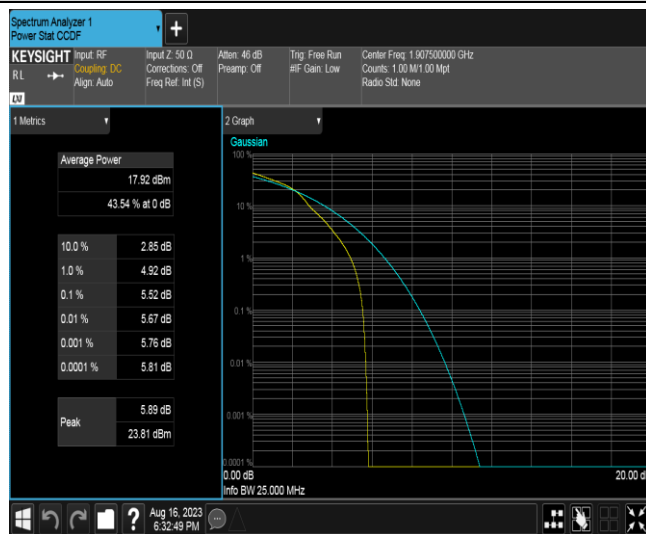 Spectrum Analyzer 1
Power Stat CCDF
KEYSIGHT
RL
LXI
Input: RF
Coupling: DC
Align: Auto
Input Z: 50 Ω
Corrections: Off
Freq Ref: Int (S)
Atten: 46 dB
Preamp: Off
Trig: Free Run
#IF Gain: Low
Center Freq: 1.907500000 GHz
Counts: 1.00 M/1.00 Mpt
Radio Std: None
1 Metrics
Average Power
17.92 dBm
43.54 % at 0 dB
10.0 % 2.85 dB
1.0 % 4.92 dB
0.1 % 5.52 dB
0.01 % 5.67 dB
0.001 % 5.76 dB
0.0001 % 5.81 dB
Peak
5.89 dB
23.81 dBm
2 Graph
Gaussian
100 %
10 %
1 %
0.1 %
0.01 %
0.001 %
0.0001 %
0.00 dB
20.00 d
Info BW 25.000 MHz
?
Aug 16, 2023
6:32:49 PM